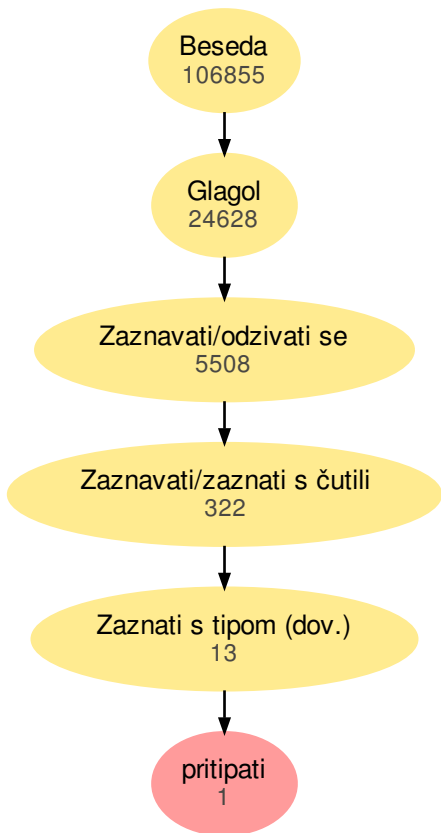 Beseda
106855
Glagol
24628
Zaznavati/odzivati se
5508
Zaznavati/zaznati s čutili
322
Zaznati s tipom (dov.)
13
pritipati
1